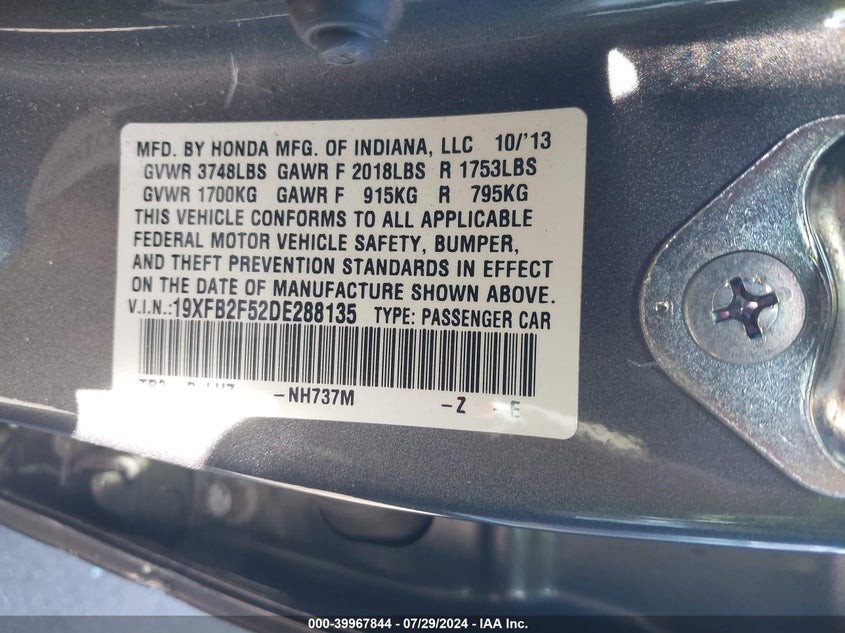 MFD. BY HONDA MFG. OF INDIANA, LLC 10/'13
GVWR 3748LBS GAWR F 2018LBS R 1753LBS
GVWR 1700KG GAWR F 915KG R 795KG
THIS VEHICLE CONFORMS TO ALL APPLICABLE
FEDERAL MOTOR VEHICLE SAFETY, BUMPER,
AND THEFT PREVENTION STANDARDS IN EFFECT
ON THE DATE OF MANUFACTURE SHOWN ABOVE.
V.I.N.:19XFB2F52DE288135 TYPE: PASSENGER CAR
-NH737M -Z -E
000-39967844 | 07/29/2024 | IAA Inc.